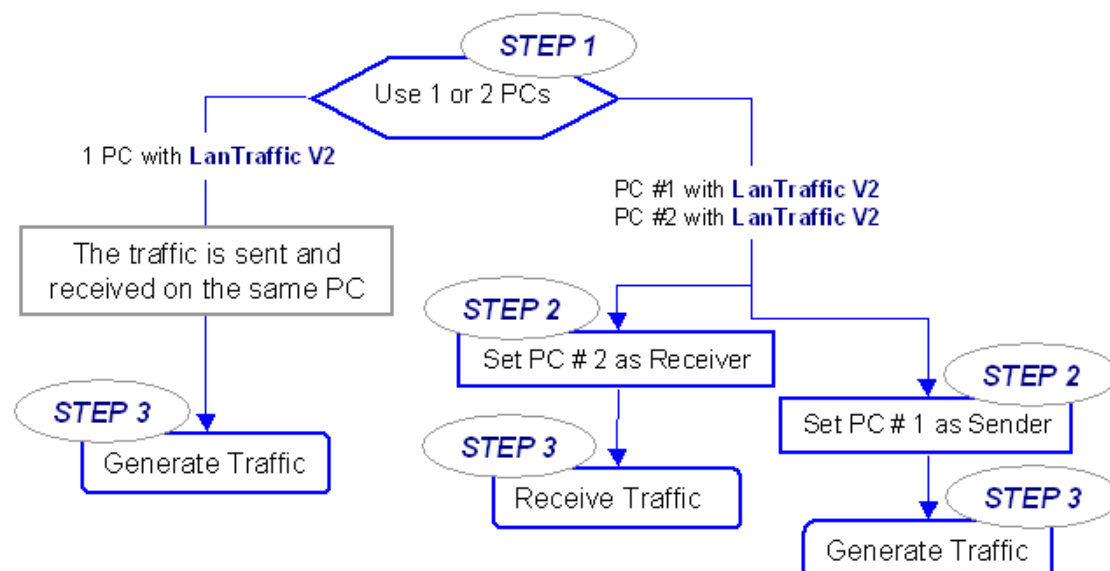 STEP 1
Use 1 or 2 PCs
1 PC with LanTraffic V2
PC #1 with LanTraffic V2
PC #2 with LanTraffic V2
The traffic is sent and
received on the same PC
STEP 2
Set PC # 2 as Receiver
STEP 2
Set PC # 1 as Sender
STEP 3
Generate Traffic
STEP 3
Receive Traffic
STEP 3
Generate Traffic